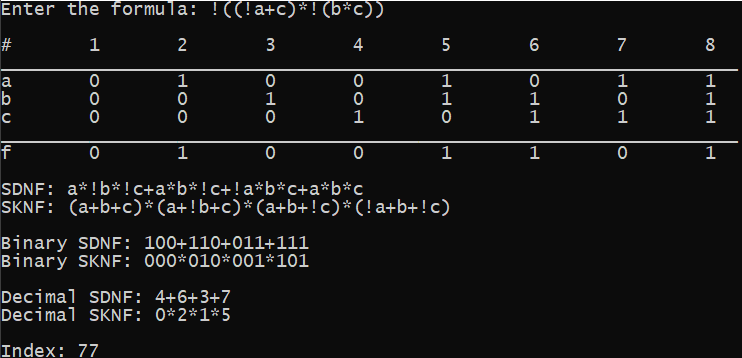 Enter the formula: !((!a+c)*!(b*c))
# 1 2 3 4 5 6 7 8
a 0 1 0 0 1 0 1 1
b 0 0 1 0 1 1 0 1
c 0 0 0 1 0 1 1 1
f 0 1 0 0 1 1 0 1
SDNF: a*!b*!c+a*b*!c+!a*b*c+a*b*c
SKNF: (a+b+c)*(a+!b+c)*(a+b+!c)*(!a+b+!c)
Binary SDNF: 100+110+011+111
Binary SKNF: 000*010*001*101
Decimal SDNF: 4+6+3+7
Decimal SKNF: 0*2*1*5
Index: 77